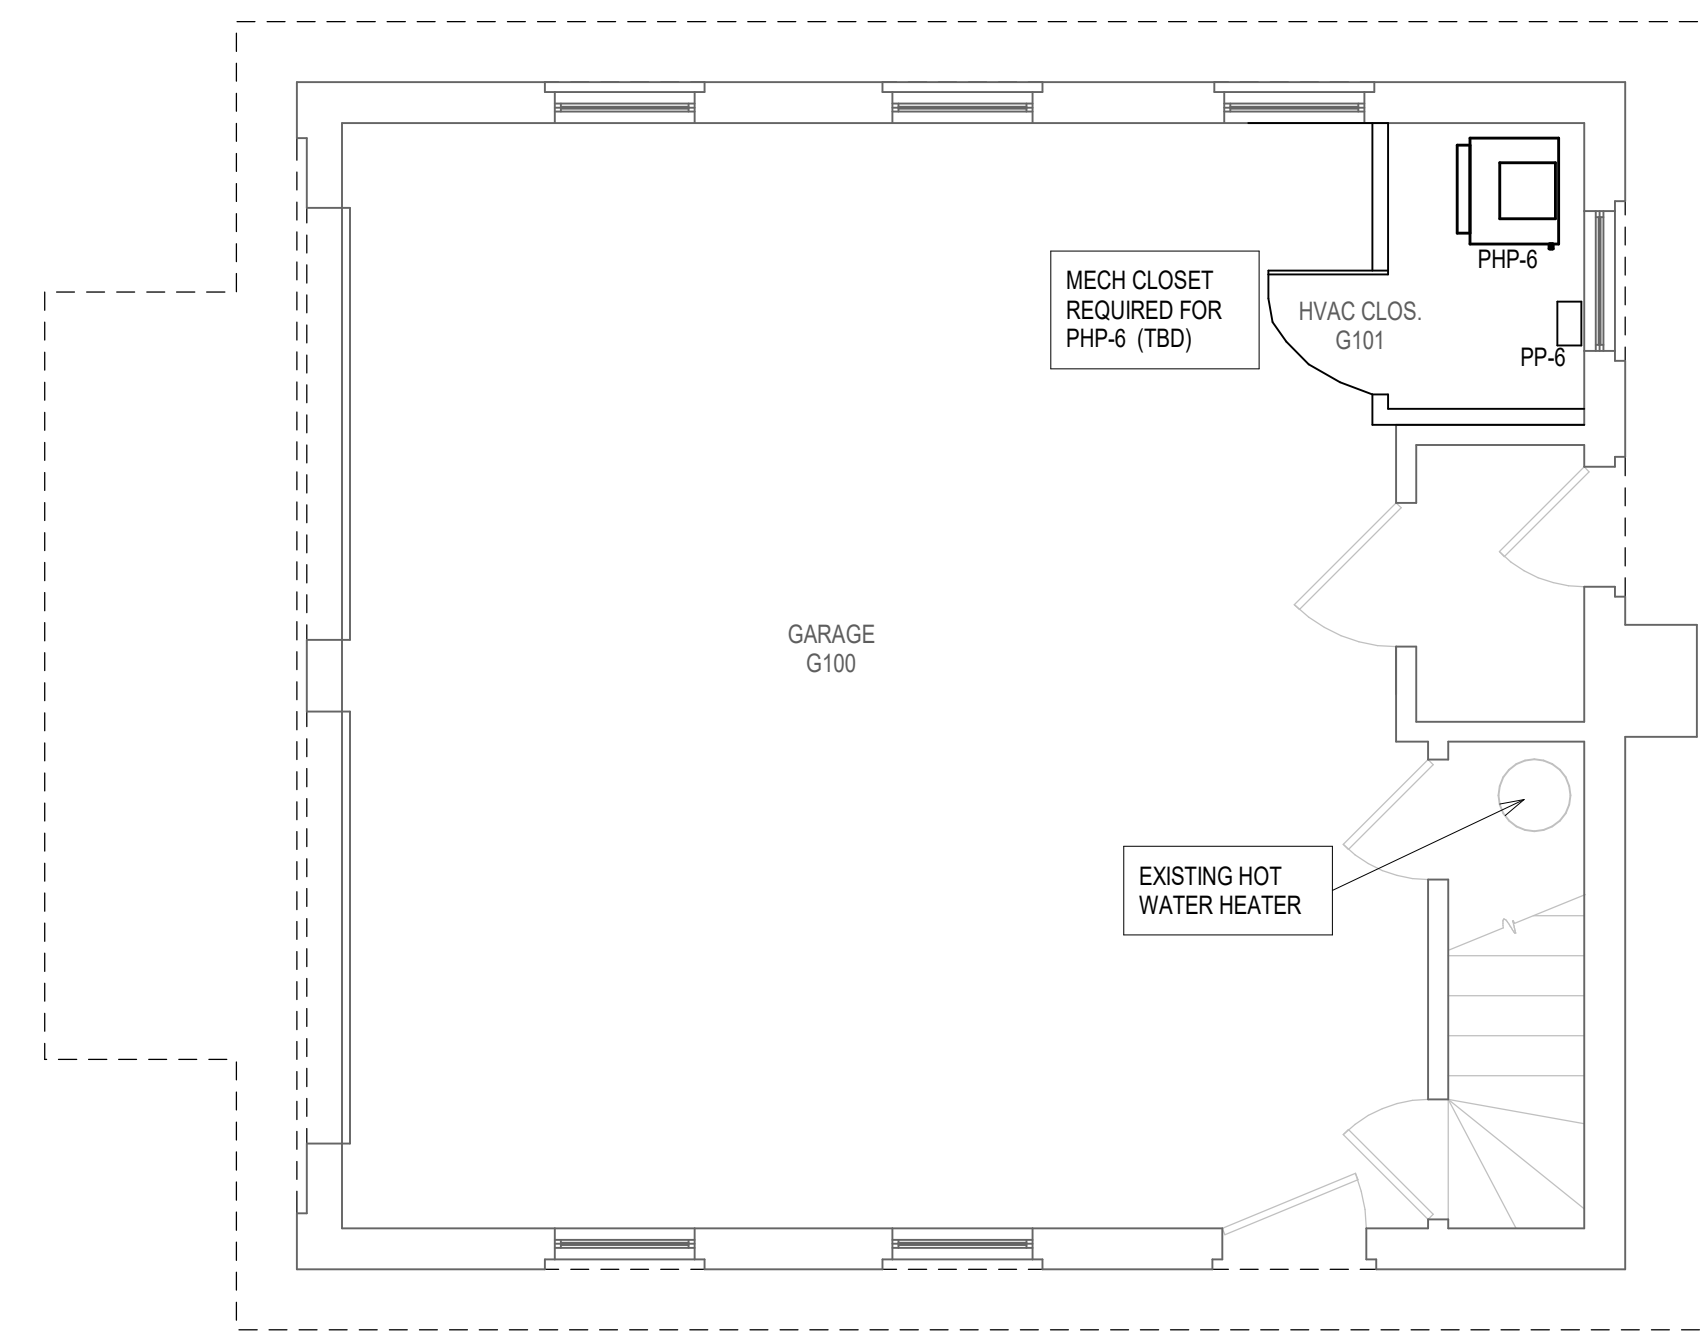 PHP-6
MECH CLOSET
REQUIRED FOR
PHP-6 (TBD)
HVAC CLOS.
G101
PP-6
GARAGE
G100
EXISTING HOT
WATER HEATER